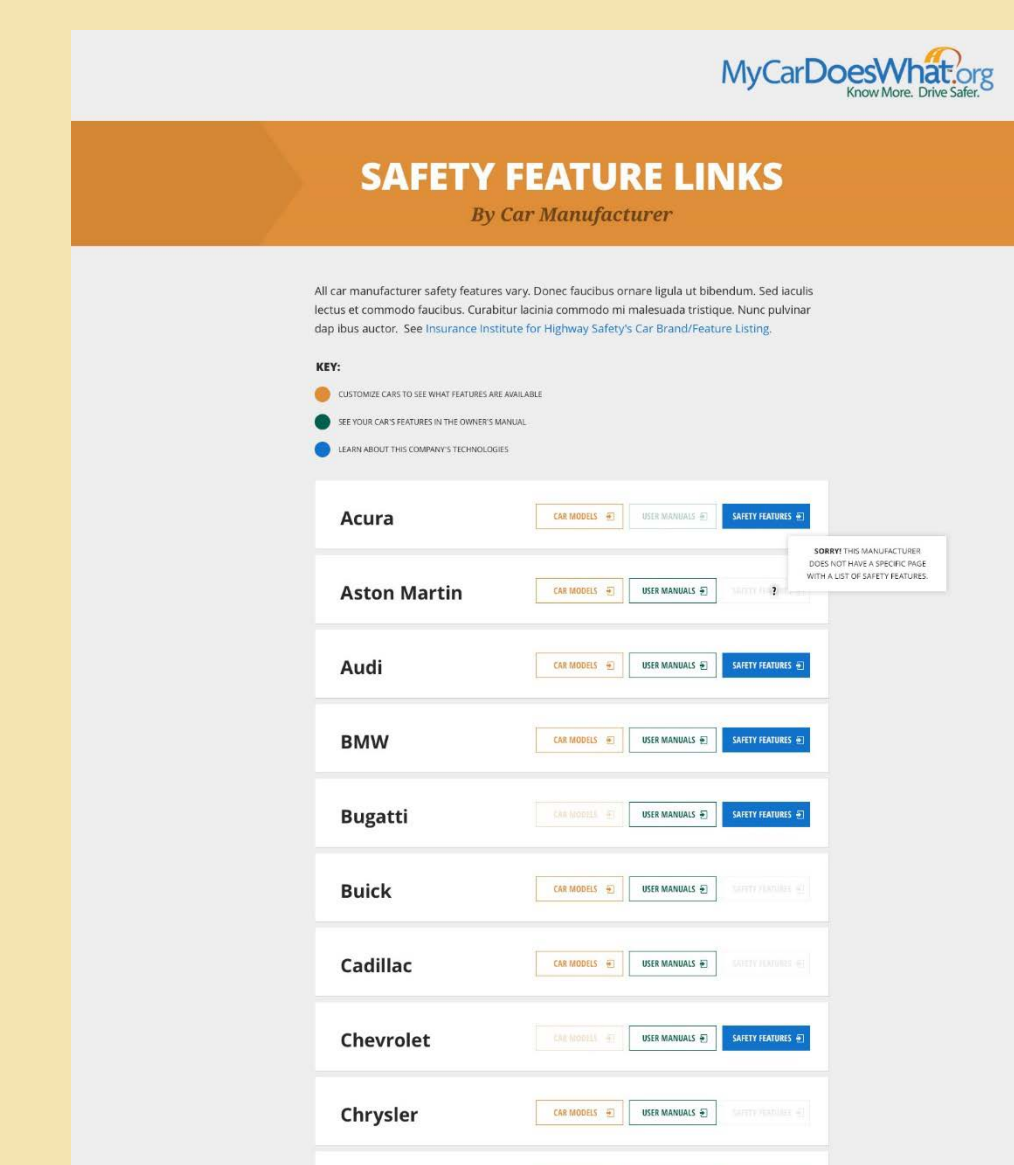 MyCarDoesWhat.org
Know More. Drive Safer.
SAFETY FEATURE LINKS
By Car Manufacturer
All car manufacturer safety features vary. Donec faucibus ornare ligula ut bibendum. Sed iaculis
lectus et commodo faucibus. Curabitur lacinia commodo mi malesuada tristique. Nunc pulvinar
dap ibus auctor. See Insurance Institute for Highway Safety's Car Brand/Feature Listing.
KEY:
CUSTOMIZE CARS TO SEE WHAT FEATURES ARE AVAILABLE
SEE YOUR CAR'S FEATURES IN THE OWNER'S MANUAL
LEARN ABOUT THIS COMPANY'S TECHNOLOGIES
Acura CAR MODELS USER MANUALS SAFETY FEATURES
SORRY! THIS MANUFACTURER
DOES NOT HAVE A SPECIFIC PAGE
WITH A LIST OF SAFETY FEATURES.
Aston Martin CAR MODELS USER MANUALS SAFETY ?
Audi CAR MODELS USER MANUALS SAFETY FEATURES
BMW CAR MODELS USER MANUALS SAFETY FEATURES
Bugatti CAR MODELS USER MANUALS SAFETY FEATURES
Buick CAR MODELS USER MANUALS SAFETY FEATURES
Cadillac CAR MODELS USER MANUALS SAFETY FEATURES
Chevrolet CAR MODELS USER MANUALS SAFETY FEATURES
Chrysler CAR MODELS USER MANUALS SAFETY FEATURES